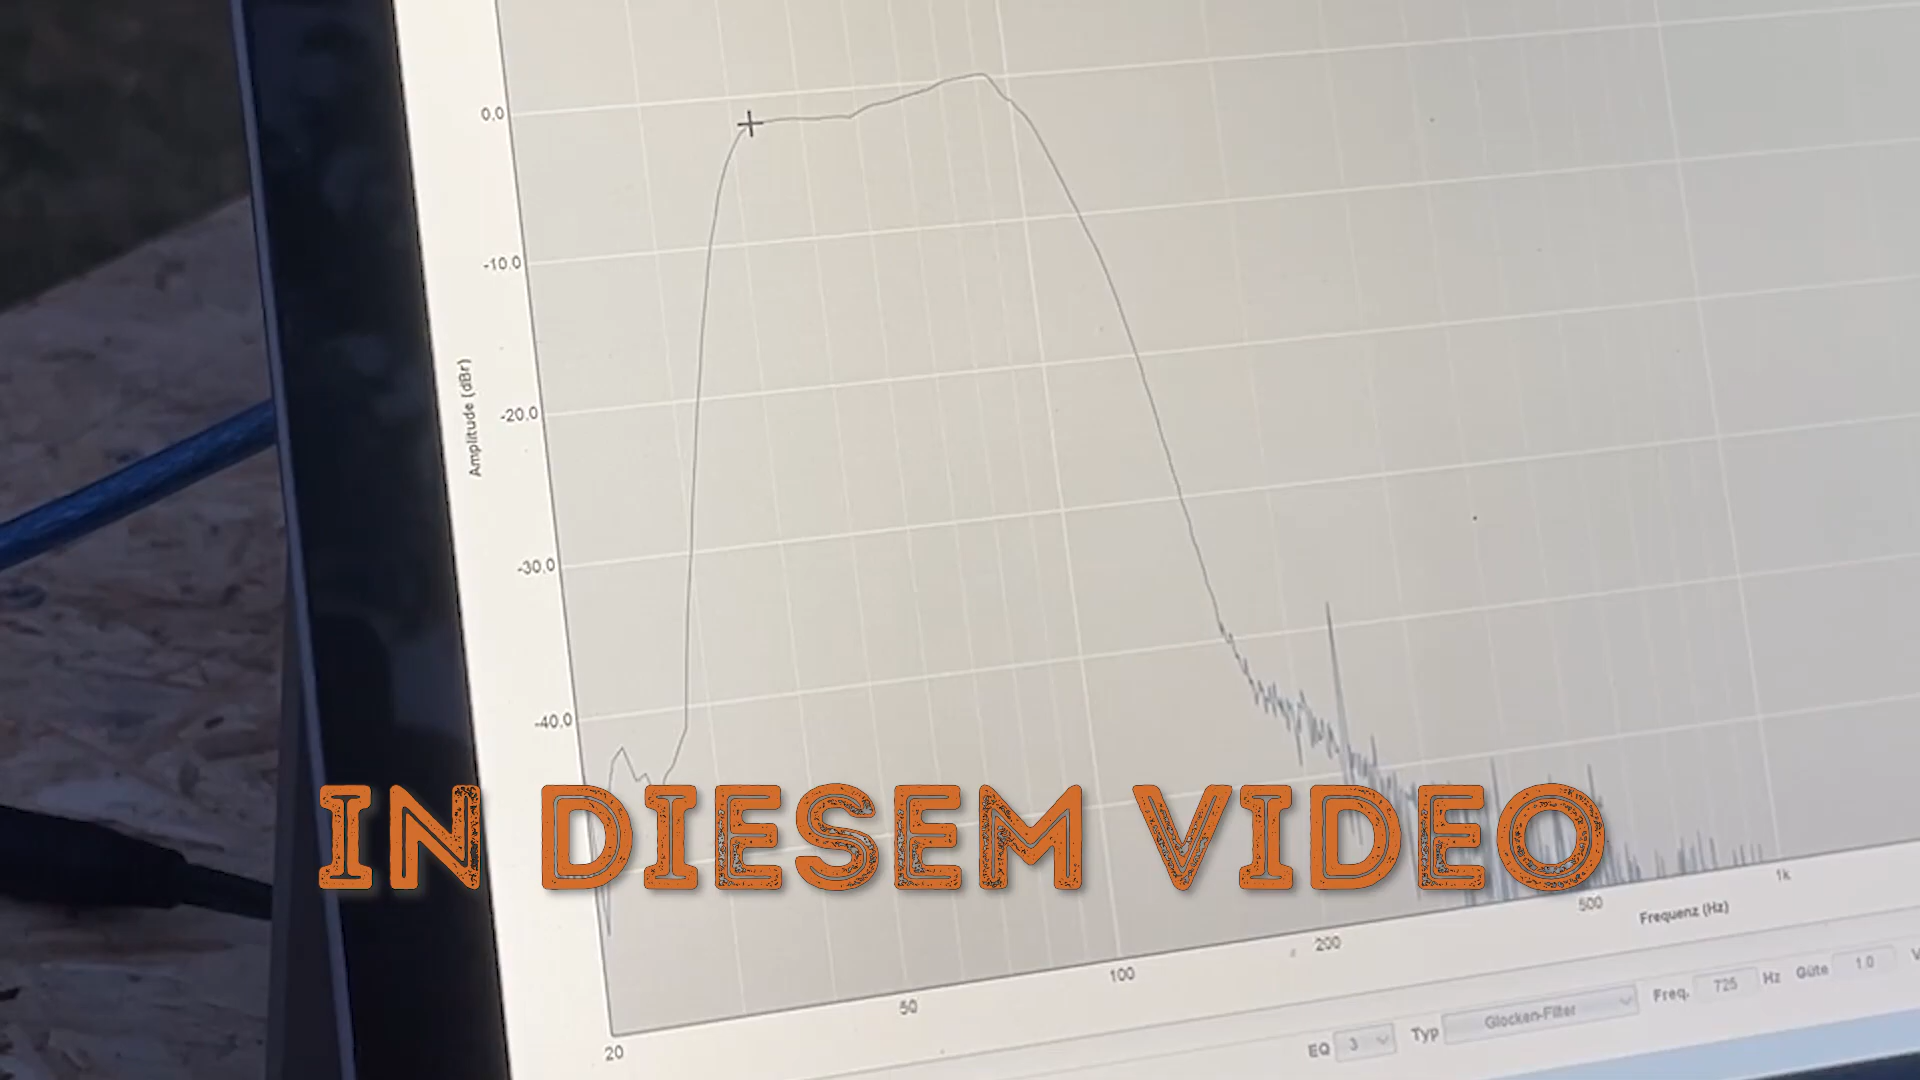 0,0
-10.0
-20.0
-30.0
-40,0
Amplitude (dBr)
IN DIESEM VIDEO
20
50
100
200
500
1k
Frequenz (Hz)
EQ 3 Typ Glocken-Filter Freq. 725 Hz Güte 1.0 V